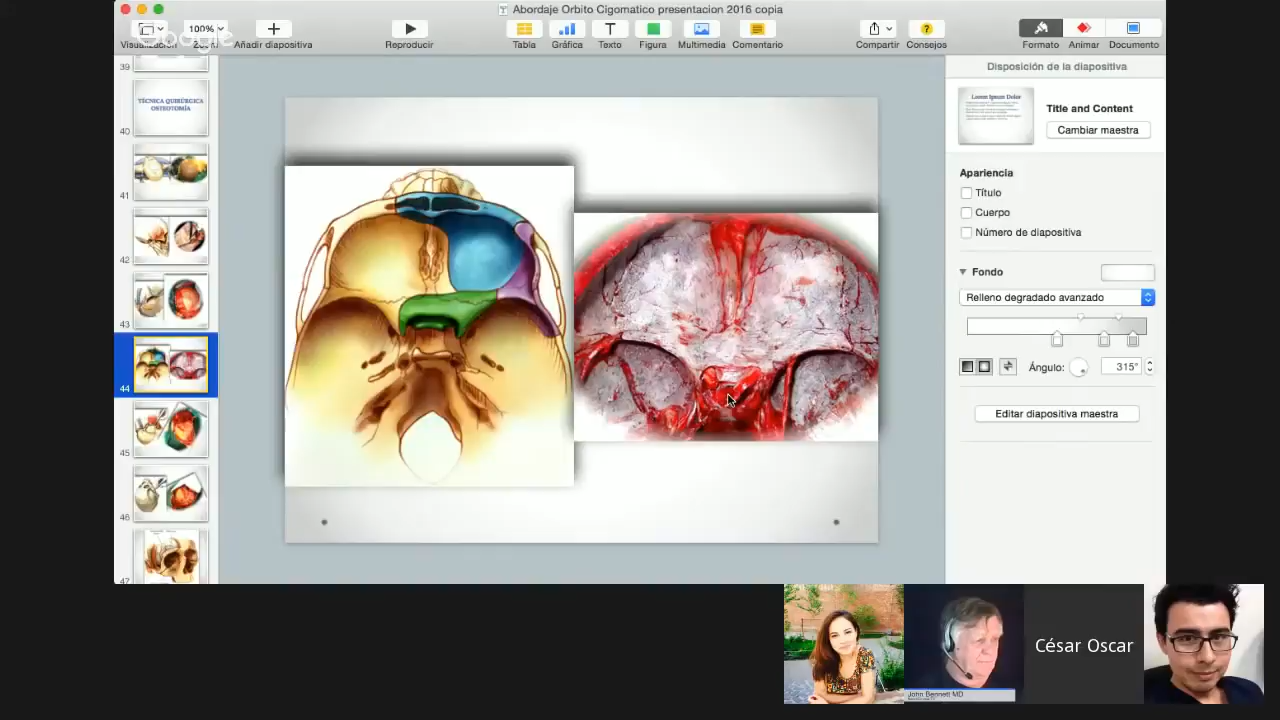 Abordaje Orbito Cigomatico presentacion 2016 copia
100%
Visualización Zoom Añadir diapositiva
Reproducir
Tabla Gráfica Texto Figura Multimedia Comentario
Compartir Consejos
Formato Animar Documento
39
TÉCNICA QUIRÚRGICA
OSTEOTOMÍA
40
41
42
43
44
45
46
47
Disposición de la diapositiva
Lorem Ipsum Dolor
Title and Content
Cambiar maestra
Apariencia
Título
Cuerpo
Número de diapositiva
Fondo
Relleno degradado avanzado
Ángulo: 315°
Editar diapositiva maestra
John Bennett MD
César Oscar